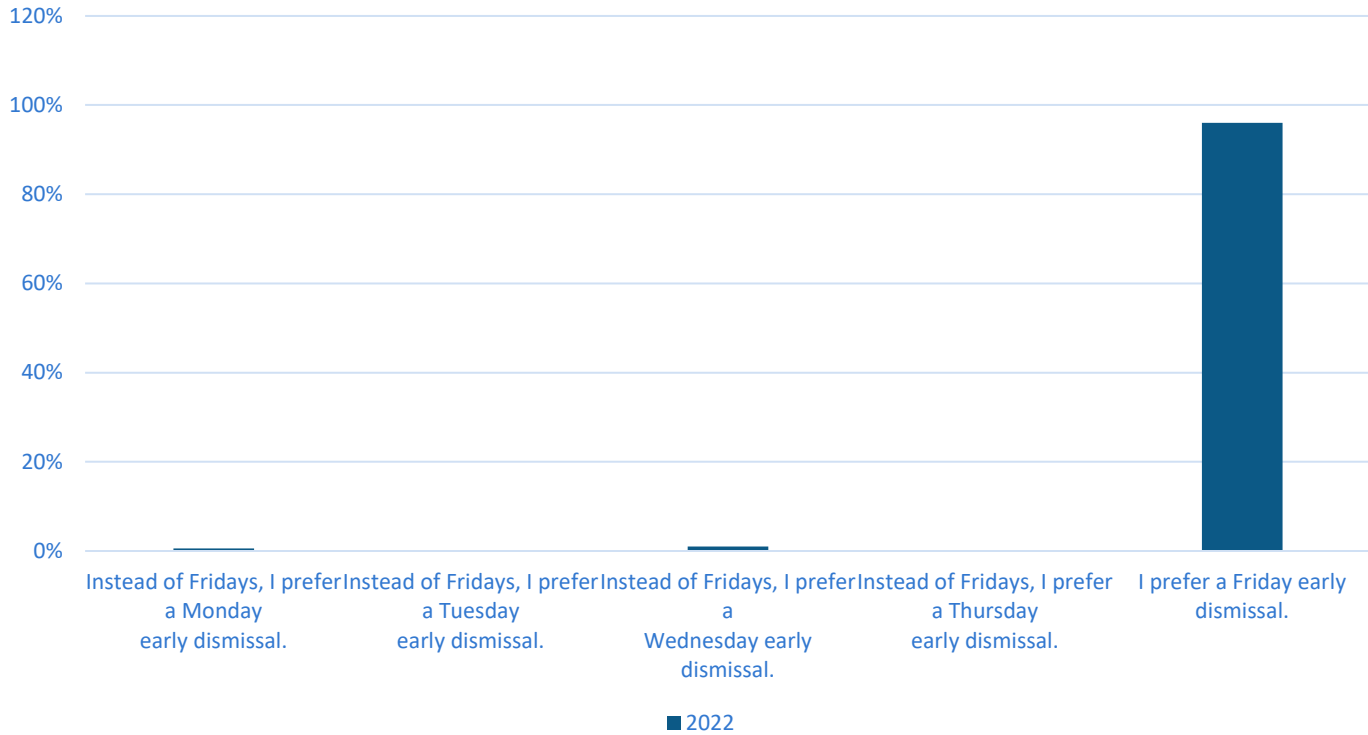 120%
100%
80%
60%
40%
20%
0%
Instead of Fridays, I prefer
a Monday
early dismissal.
Instead of Fridays, I prefer
a Tuesday
early dismissal.
Instead of Fridays, I prefer
a
Wednesday early
dismissal.
Instead of Fridays, I prefer
a Thursday
early dismissal.
I prefer a Friday early
dismissal.
2022